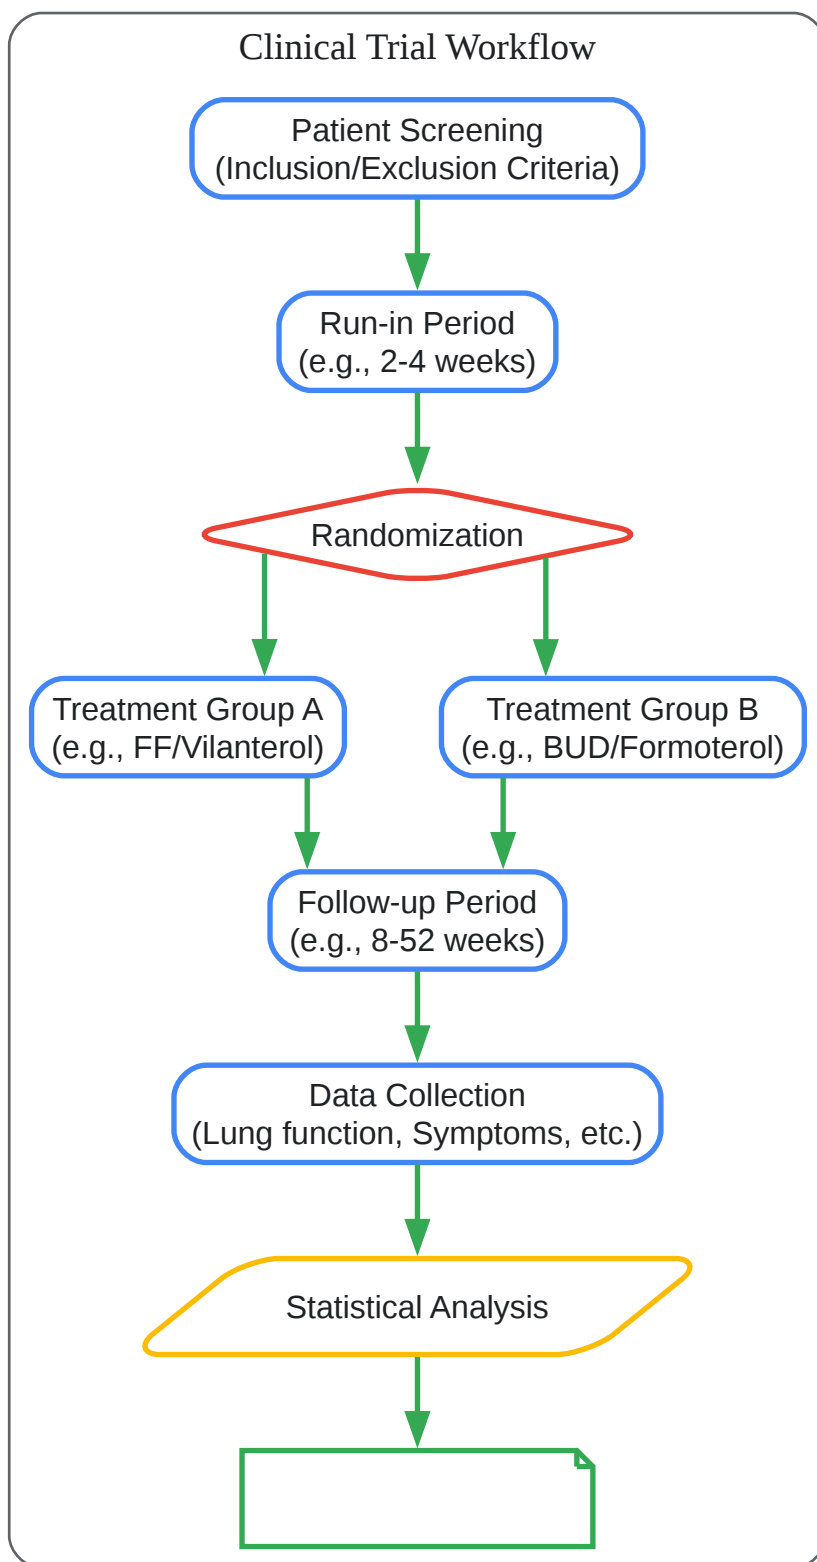 Clinical Trial Workflow
Patient Screening
(Inclusion/Exclusion Criteria)
Run-in Period
(e.g., 2-4 weeks)
Randomization
Treatment Group A
(e.g., FF/Vilanterol)
Treatment Group B
(e.g., BUD/Formoterol)
Follow-up Period
(e.g., 8-52 weeks)
Data Collection
(Lung function, Symptoms, etc.)
Statistical Analysis